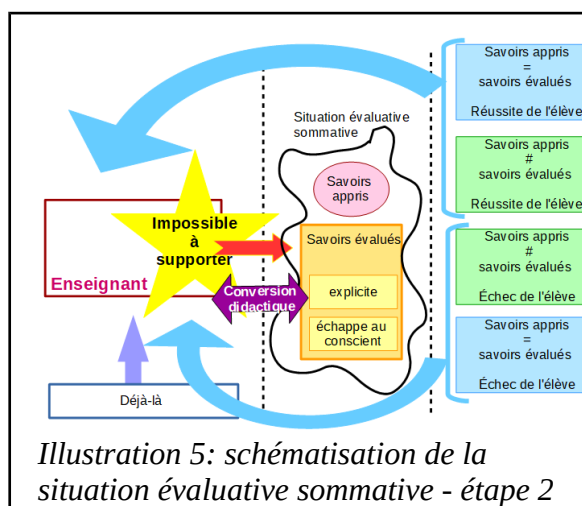 Situation évaluative
sommative
Savoirs
appris
Savoirs évalués
explicite
échappe au
conscient
Impossible
à
supporter
Enseignant
Conversion
didactique
Déjà-là
Savoirs appris
=
savoirs évalués
Réussite de l'élève
Savoirs appris
#
savoirs évalués
Réussite de l'élève
Savoirs appris
#
savoirs évalués
Échec de l'élève
Savoirs appris
=
savoirs évalués
Échec de l'élève
Illustration 5: schématisation de la
situation évaluative sommative - étape 2